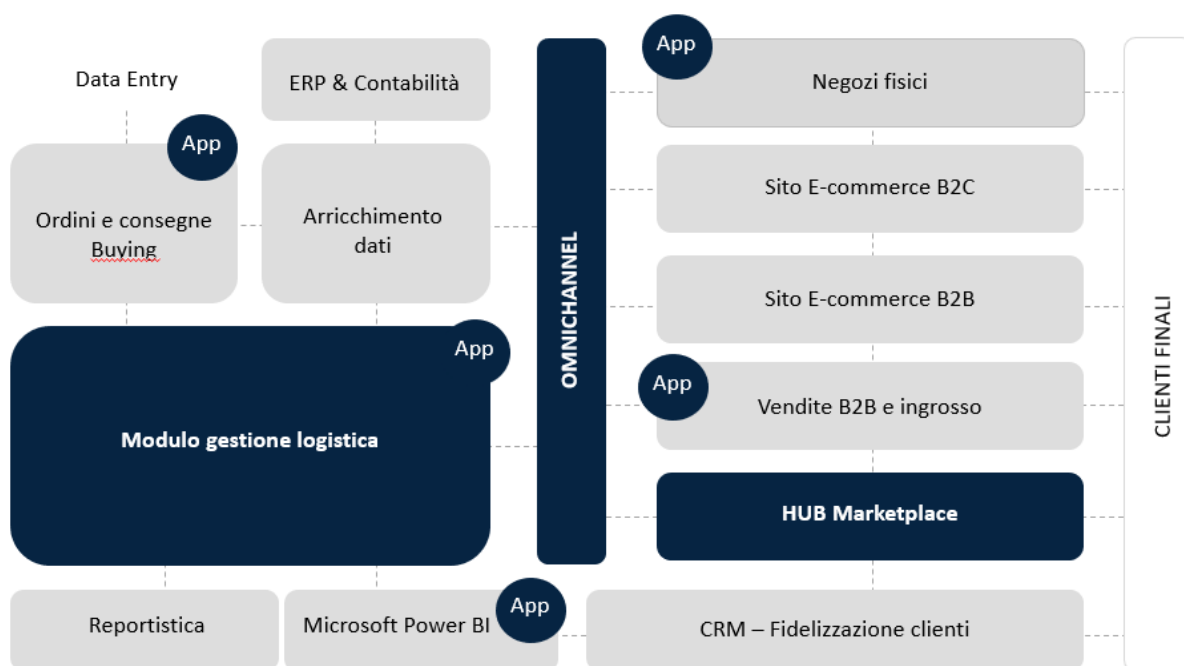 Data Entry
ERP & Contabilità
App
Ordini e consegne
Buying
Arricchimento
dati
App
Modulo gestione logistica
Reportistica
Microsoft Power BI
App
OMNICHANNEL
App
Negozi fisici
Sito E-commerce B2C
Sito E-commerce B2B
App
Vendite B2B e ingrosso
HUB Marketplace
CRM – Fidelizzazione clienti
CLIENTI FINALI